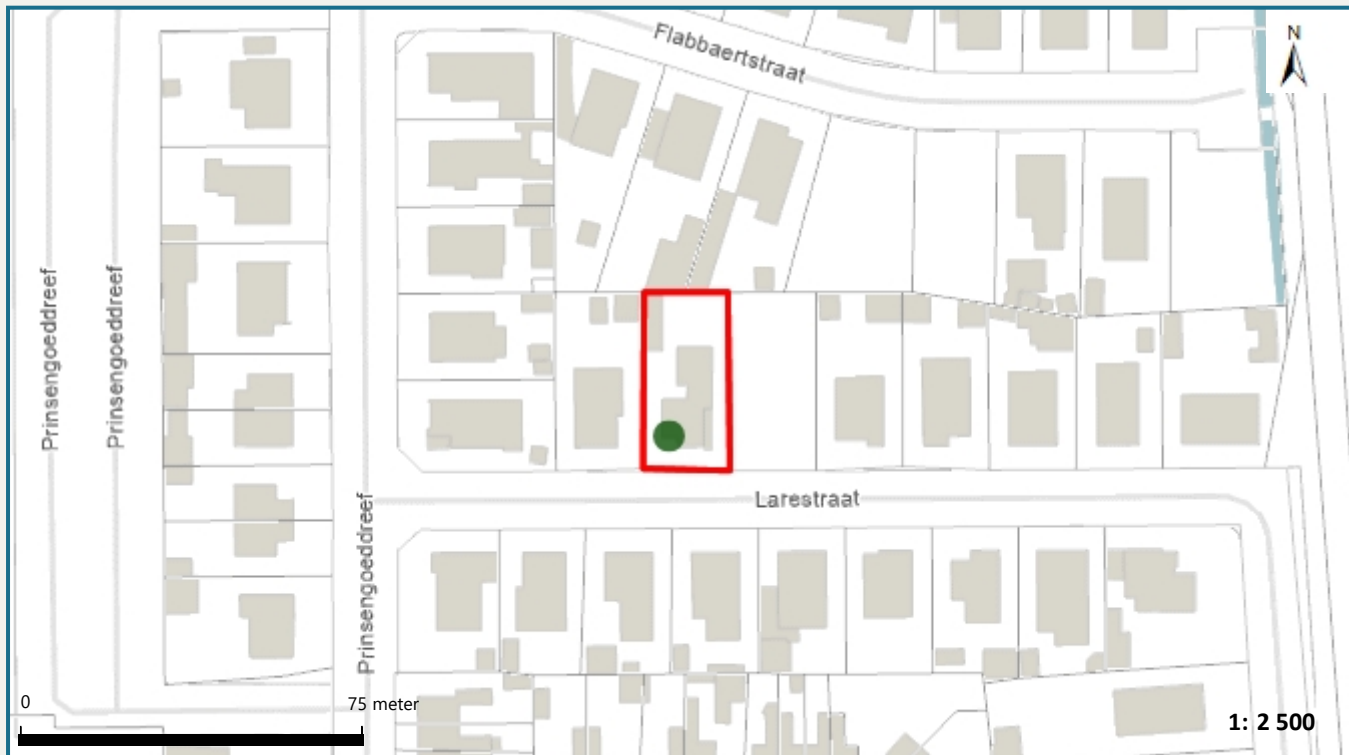 Flabbaertstraat
N
Prinsengoeddreef
Prinsengoeddreef
Larestraat
Prinsengoeddreef
0
75 meter
1: 2 500